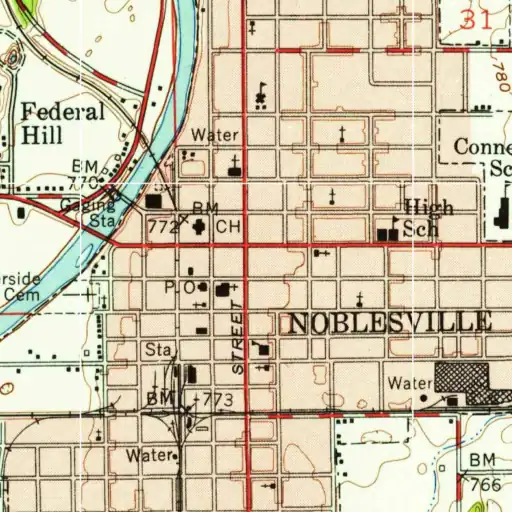 31
780
Federal
Hill
Water
Conne
Sc
BM
770
Gaging
Sta
BM
772
CH
High
Sch
erside
Cem
P.O
STREET
NOBLESVILLE
Sta
Water
BM
773
Water
BM
766